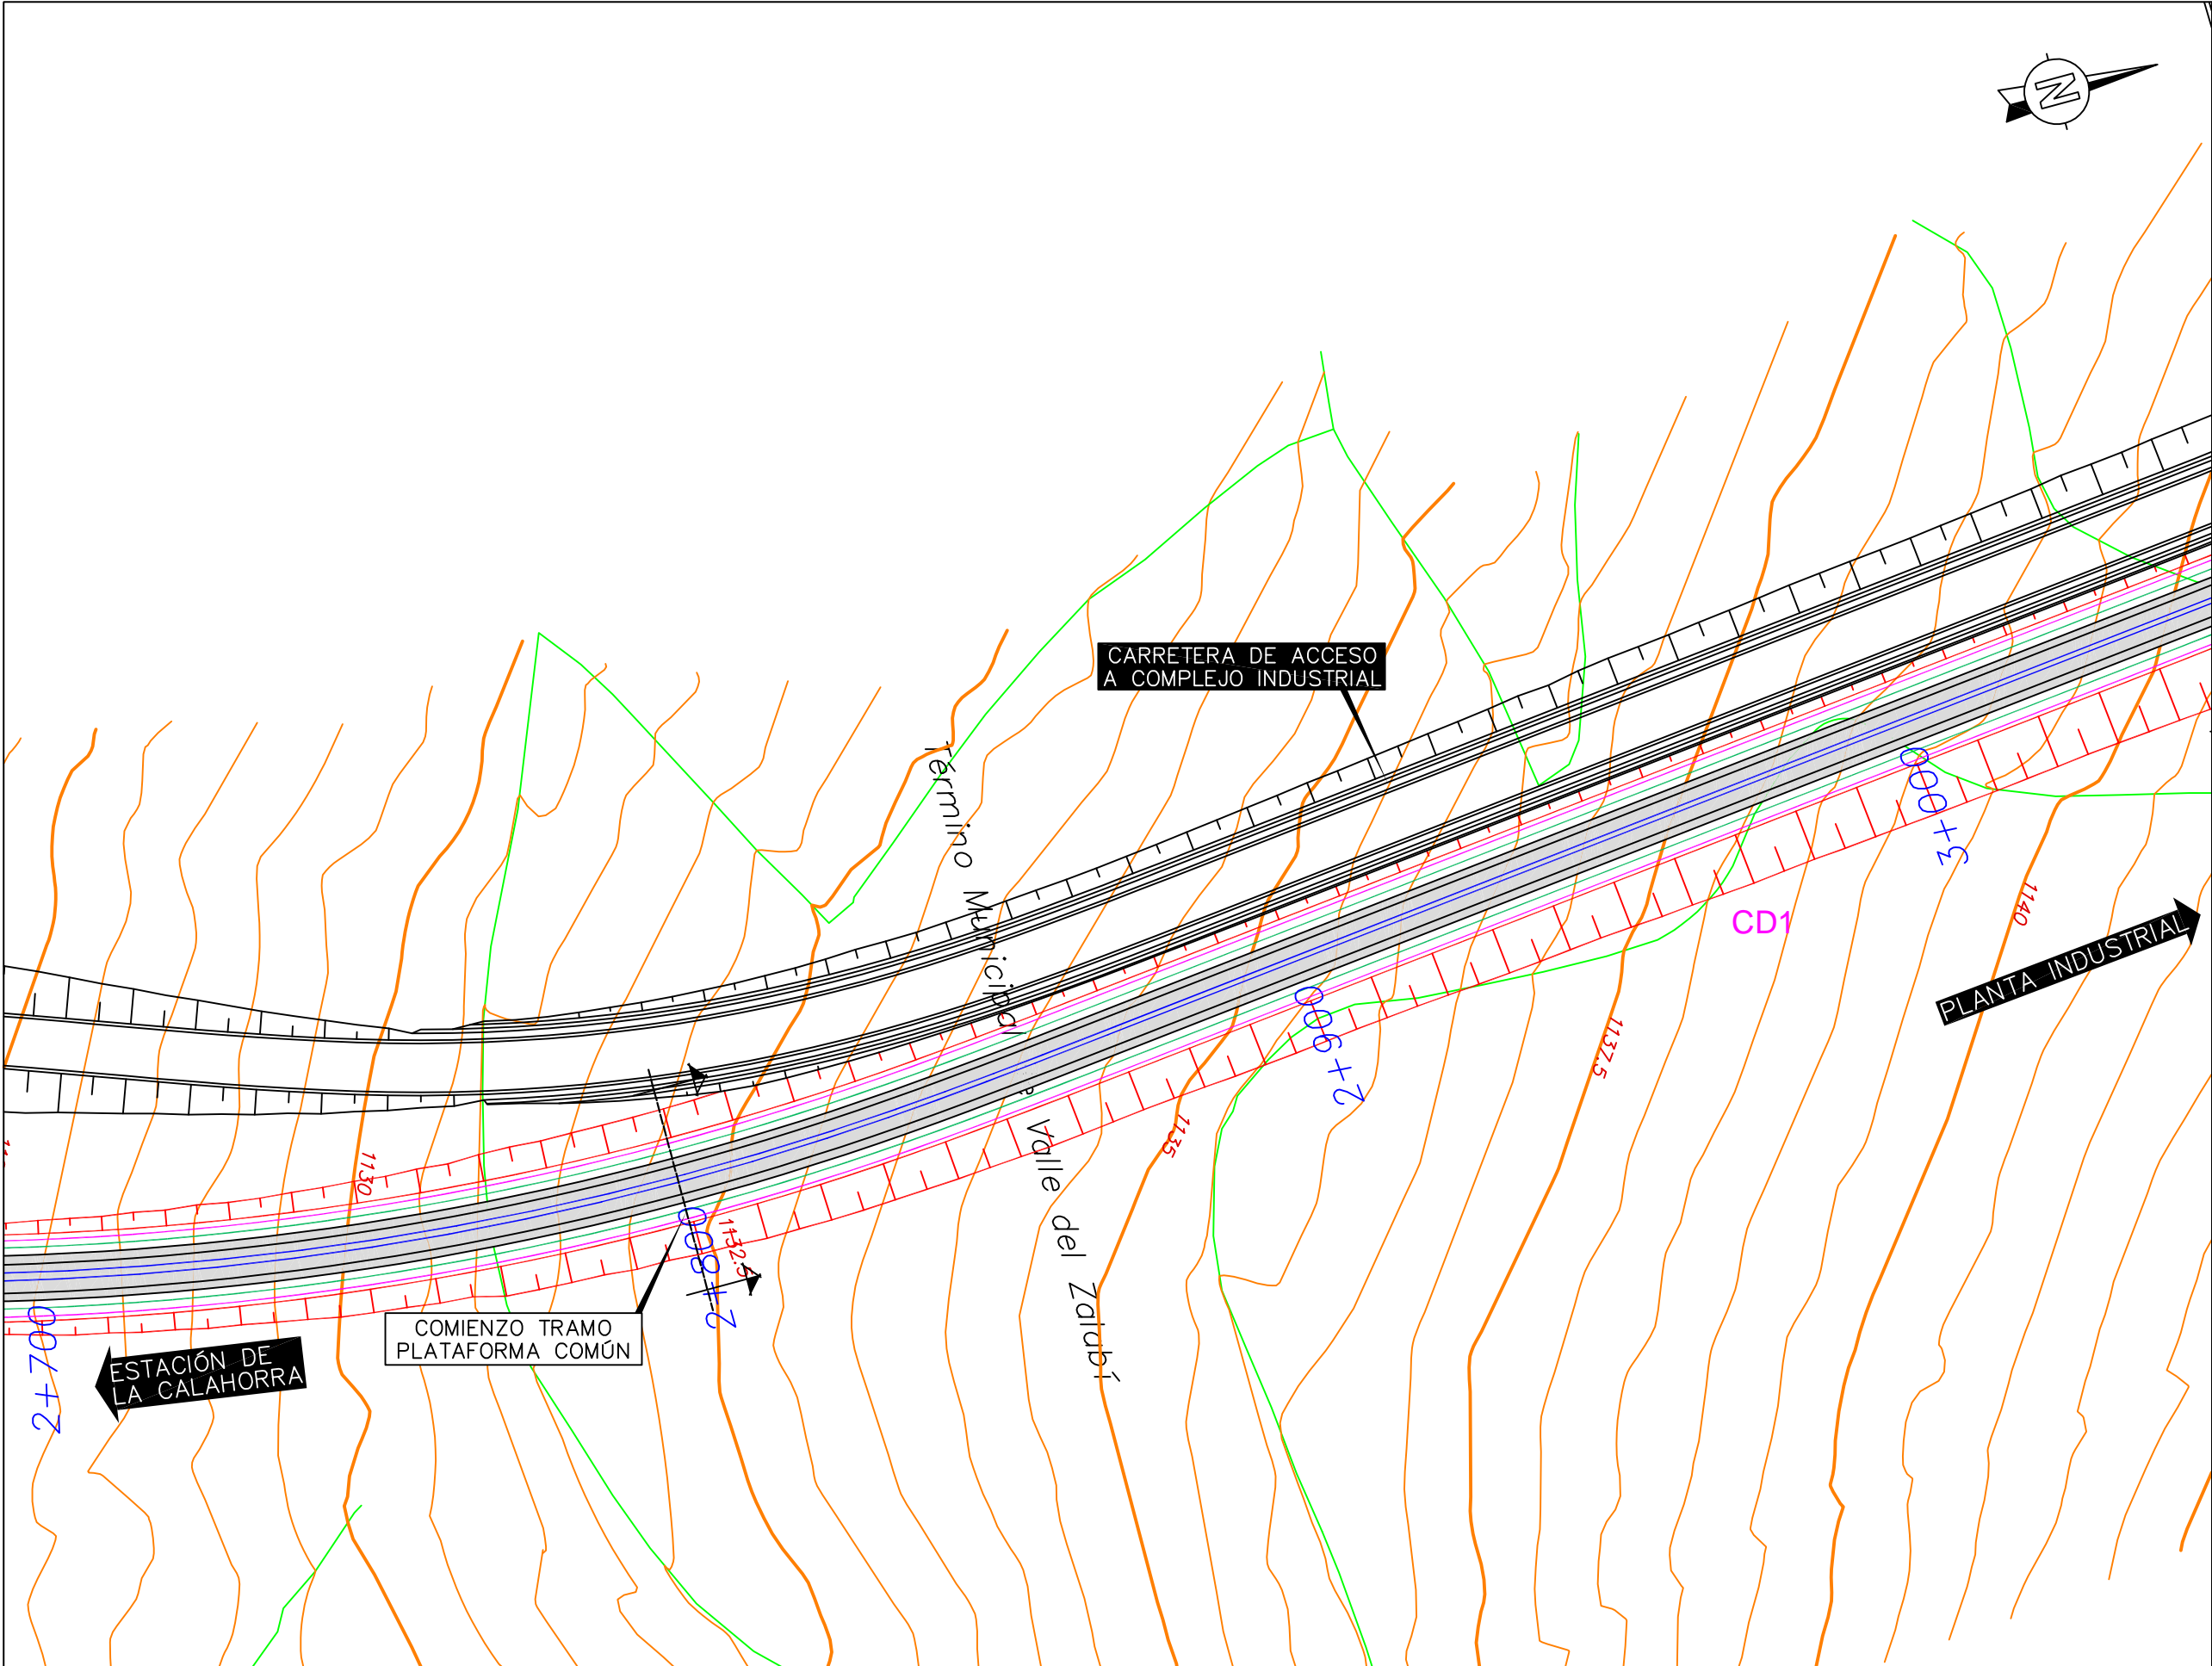 N
CARRETERA DE ACCESO
A COMPLEJO INDUSTRIAL
Término Municipal Valle del Zalabí
3+000
CD1
1140
PLANTA INDUSTRIAL
2+900
1137.5
1135
1130
2+800
1132.5
COMIENZO TRAMO
PLATAFORMA COMÚN
2+700
ESTACIÓN DE
LA CALAHORRA